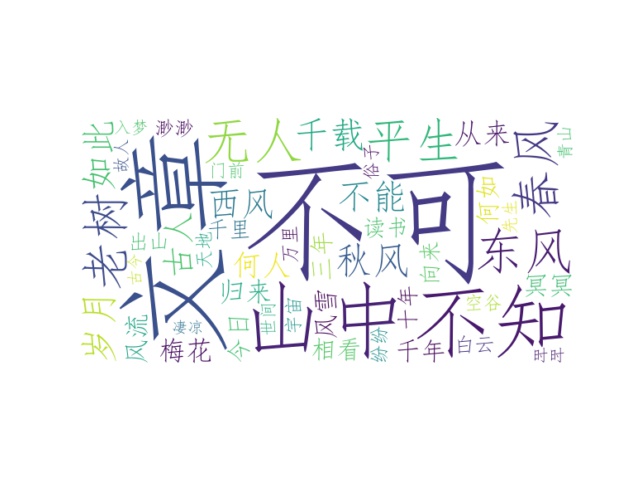 不可
文章
山中
不知
无人
千载
平生
从来
春风
东风
老树
如此
入梦
渺渺
故人
门前
俗子
青山
西风
不能
何如
先生
读书
千里
万里
三年
古人
天地
古今
何人
秋风
向来
归来
世间
宇宙
风雪
十年
空谷
冥冥
岁月
风流
凄凉
梅花
今日
相看
纷纷
千年
白云